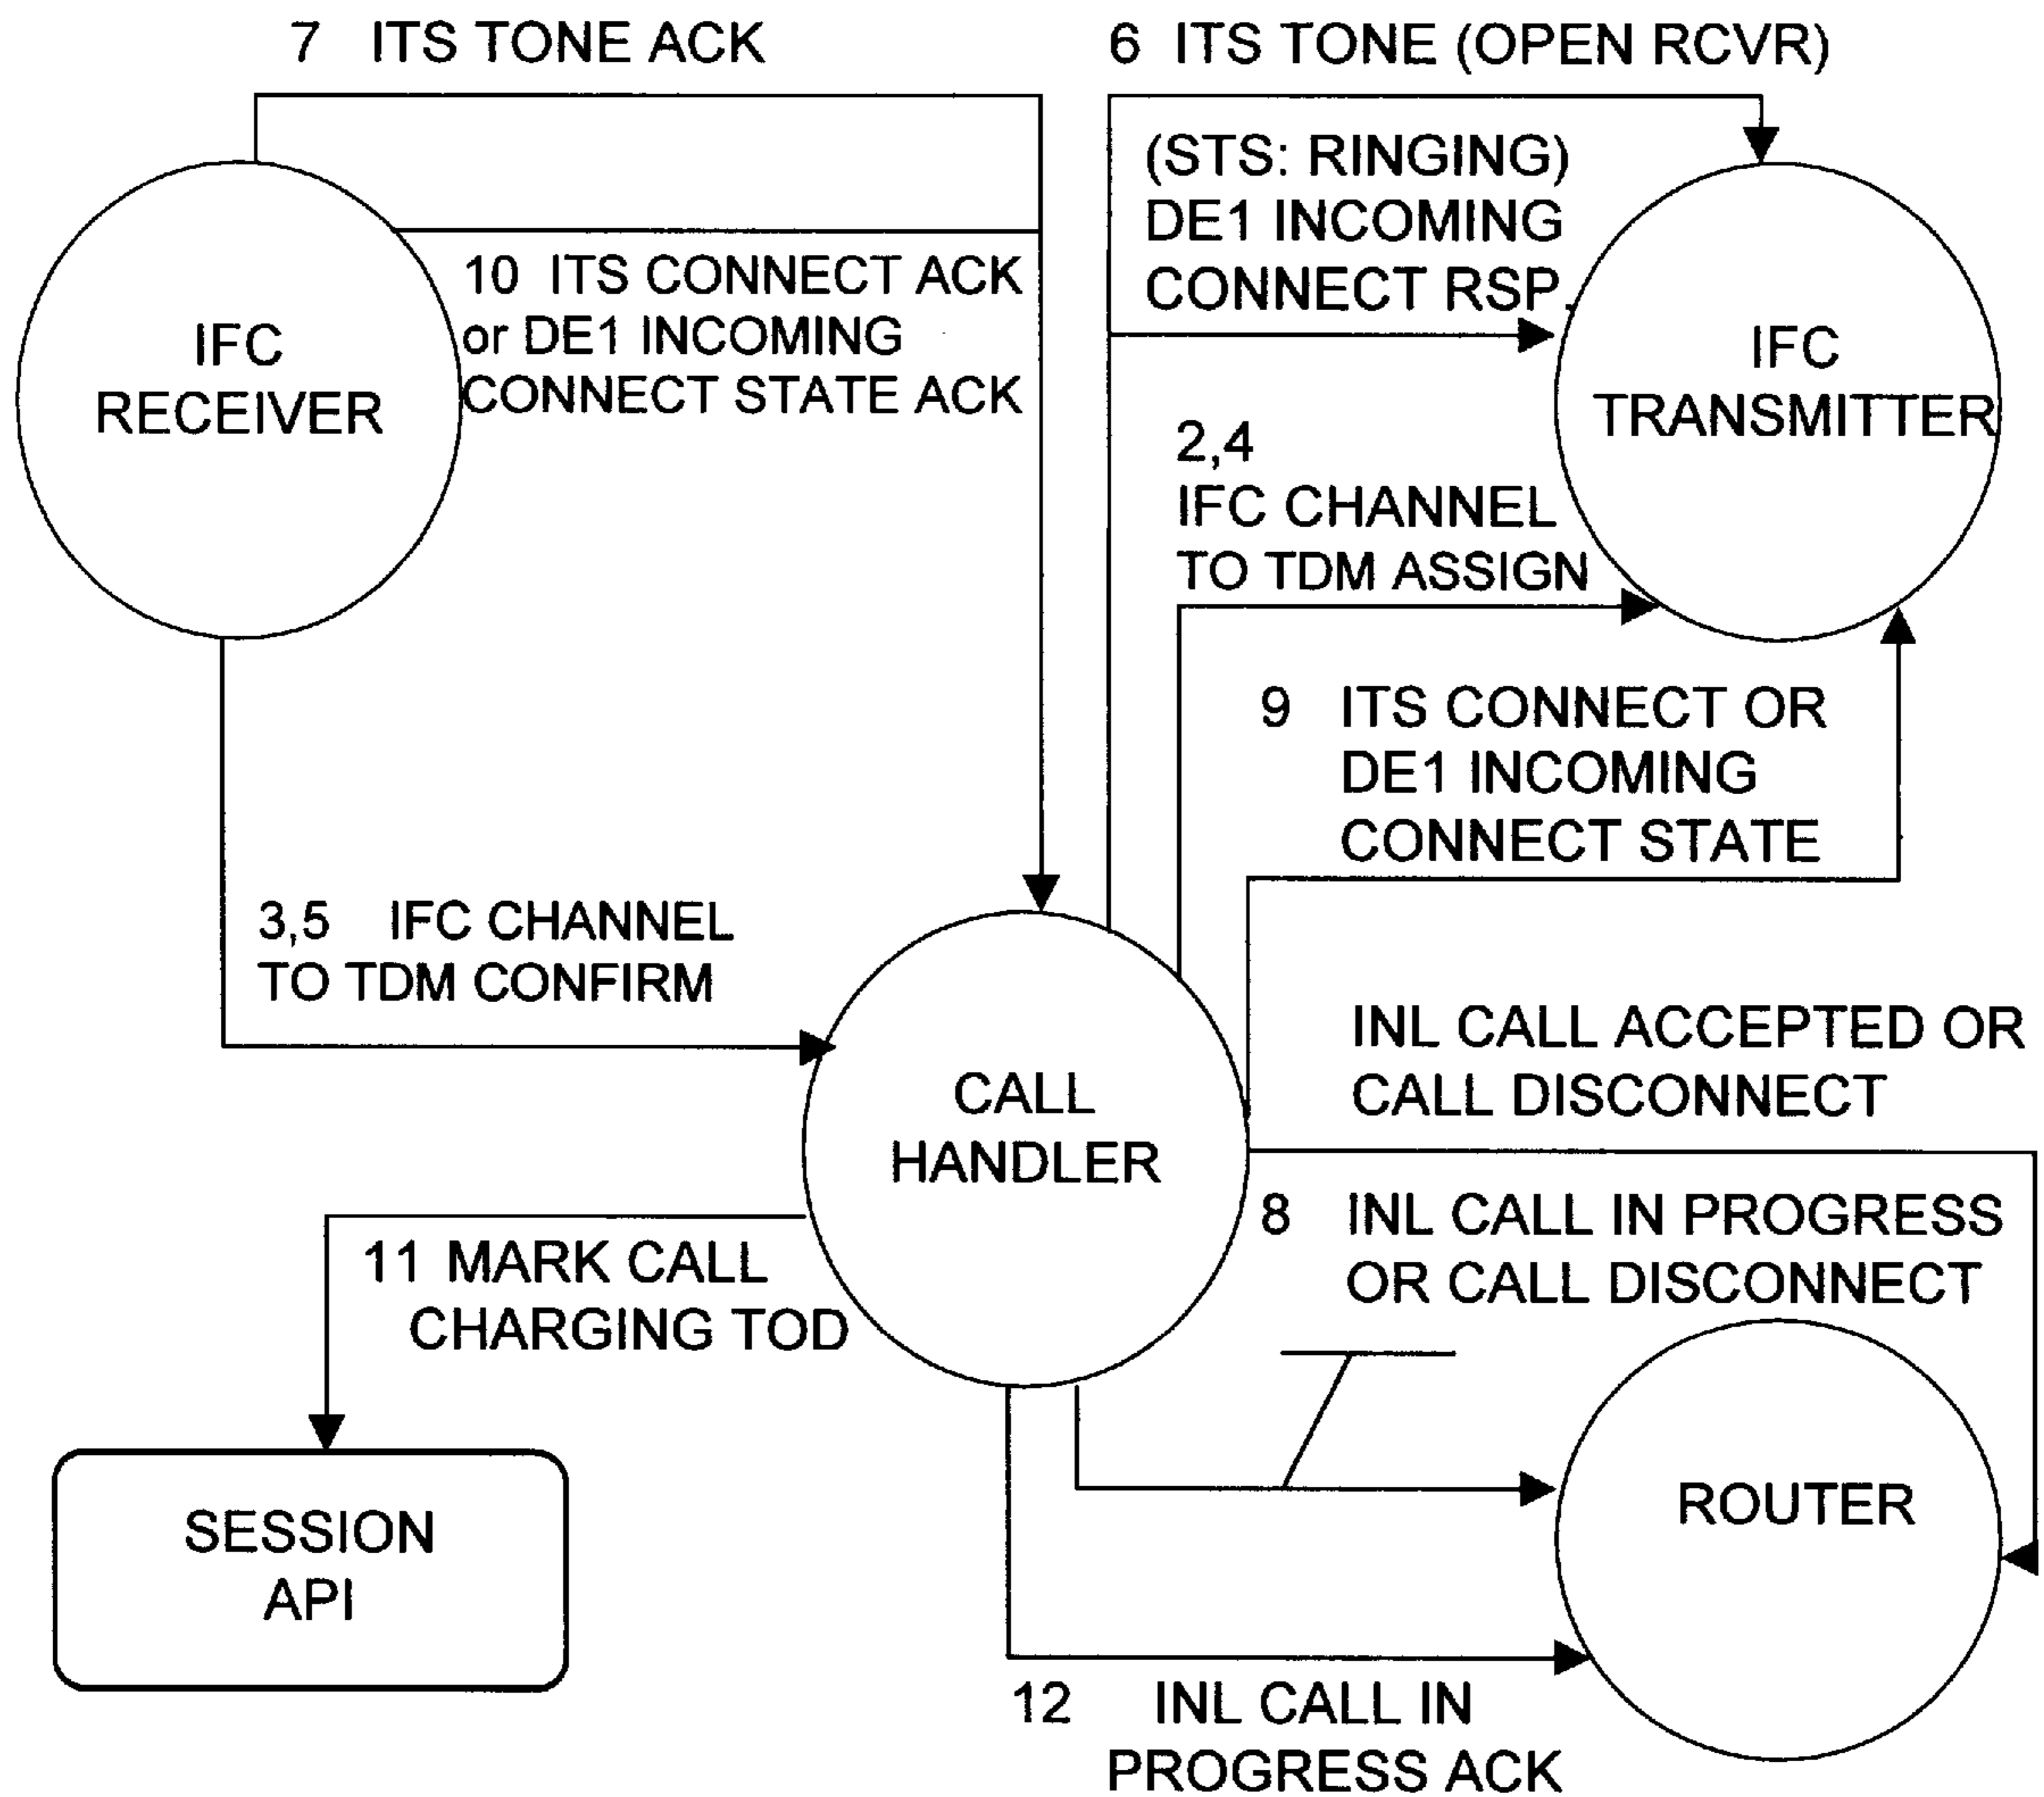 7 ITS TONE ACK
6 ITS TONE (OPEN RCVR)
(STS: RINGING)
DE1 INCOMING
CONNECT RSP.
10 ITS CONNECT ACK
or DE1 INCOMING
CONNECT STATE ACK
IFC
RECEIVER
IFC
TRANSMITTER
2,4
IFC CHANNEL
TO TDM ASSIGN
9 ITS CONNECT OR
DE1 INCOMING
CONNECT STATE
3,5 IFC CHANNEL
TO TDM CONFIRM
INL CALL ACCEPTED OR
CALL DISCONNECT
CALL
HANDLER
8 INL CALL IN PROGRESS
OR CALL DISCONNECT
11 MARK CALL
CHARGING TOD
SESSION
API
ROUTER
12 INL CALL IN
PROGRESS ACK